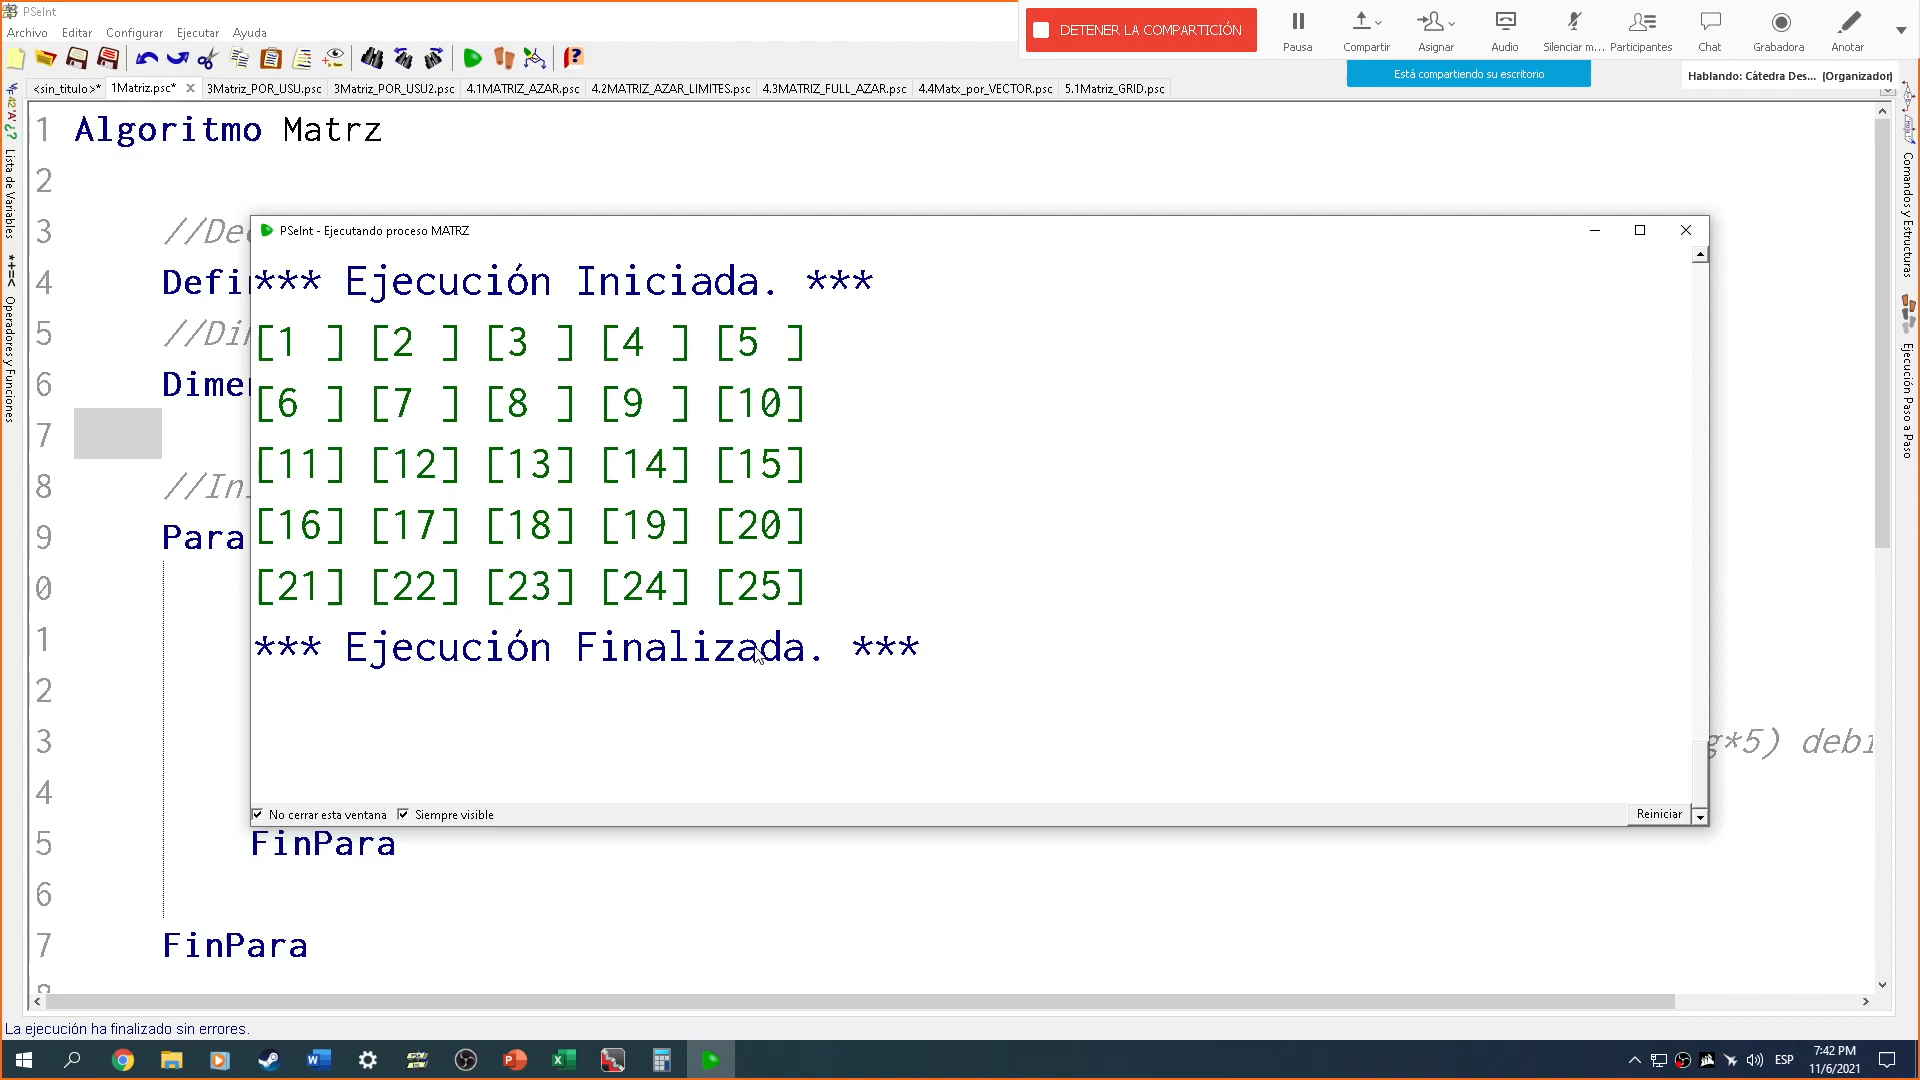 PSeInt
Archivo Editar Configurar Ejecutar Ayuda
DETENER LA COMPARTICIÓN
Pausa Compartir Asignar Audio Silenciar m... Participantes Chat Grabadora Anotar
Está compartiendo su escritorio
Hablando: Cátedra Des... (Organizador)
<sin_titulo>* 1Matriz.psc* 3Matriz_POR_USU.psc 3Matriz_POR_USU2.psc 4.1MATRIZ_AZAR.psc 4.2MATRIZ_AZAR_LIMITES.psc 4.3MATRIZ_FULL_AZAR.psc 4.4Matx_por_VECTOR.psc 5.1Matriz_GRID.psc
Lista de Variables
Operadores y Funciones
1 Algoritmo Matrz
2
3 //De
4 Defi
5 //Di
6 Dime
7
8 //In
9 Para
0
1
2
3 g*5) debi
4
5 FinPara
6
7 FinPara
8
PSeInt - Ejecutando proceso MATRZ
*** Ejecución Iniciada. ***
[1 ] [2 ] [3 ] [4 ] [5 ]
[6 ] [7 ] [8 ] [9 ] [10]
[11] [12] [13] [14] [15]
[16] [17] [18] [19] [20]
[21] [22] [23] [24] [25]
*** Ejecución Finalizada. ***
No cerrar esta ventana Siempre visible Reiniciar
Comandos y Estructuras
Ejecución Paso a Paso
La ejecución ha finalizado sin errores.
ESP
7:42 PM
11/6/2021